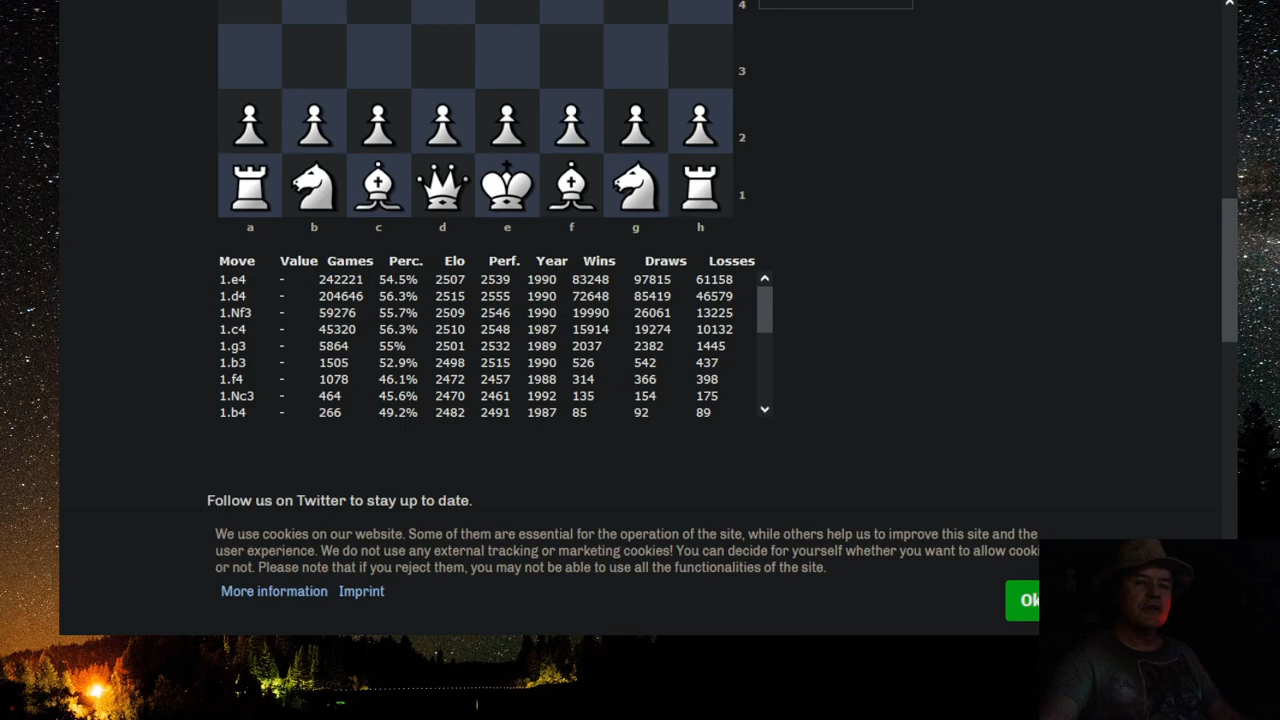 4
3
2
1
a b c d e f g h
Move Value Games Perc. Elo Perf. Year Wins Draws Losses
1.e4 - 242221 54.5% 2507 2539 1990 83248 97815 61158
1.d4 - 204646 56.3% 2515 2555 1990 72648 85419 46579
1.Nf3 - 59276 55.7% 2509 2546 1990 19990 26061 13225
1.c4 - 45320 56.3% 2510 2548 1987 15914 19274 10132
1.g3 - 5864 55% 2501 2532 1989 2037 2382 1445
1.b3 - 1505 52.9% 2498 2515 1990 526 542 437
1.f4 - 1078 46.1% 2472 2457 1988 314 366 398
1.Nc3 - 464 45.6% 2470 2461 1992 135 154 175
1.b4 - 266 49.2% 2482 2491 1987 85 92 89
Follow us on Twitter to stay up to date.
We use cookies on our website. Some of them are essential for the operation of the site, while others help us to improve this site and the
user experience. We do not use any external tracking or marketing cookies! You can decide for yourself whether you want to allow cooki
or not. Please note that if you reject them, you may not be able to use all the functionalities of the site.
More information Imprint
Ok